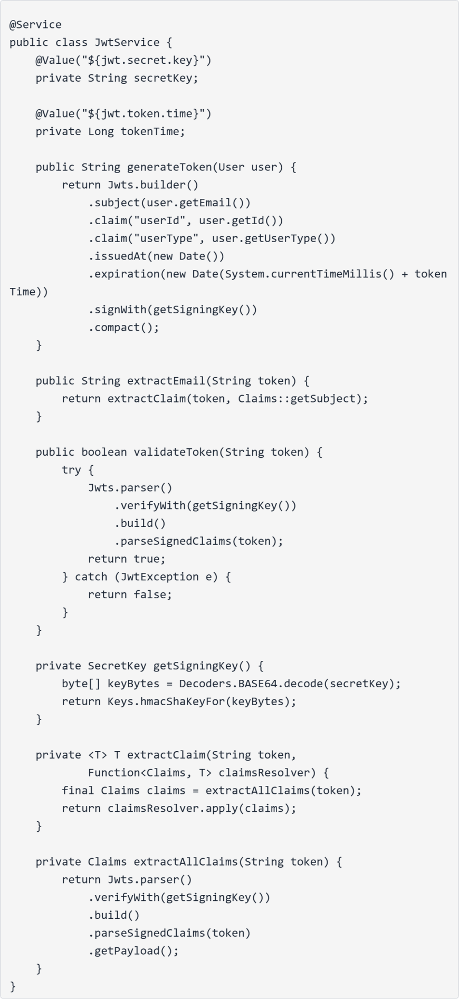 @Service
public class JwtService {
    @Value("${jwt.secret.key}")
    private String secretKey;

    @Value("${jwt.token.time}")
    private Long tokenTime;

    public String generateToken(User user) {
        return Jwts.builder()
            .subject(user.getEmail())
            .claim("userId", user.getId())
            .claim("userType", user.getUserType())
            .issuedAt(new Date())
            .expiration(new Date(System.currentTimeMillis() + token
Time))
            .signWith(getSigningKey())
            .compact();
    }

    public String extractEmail(String token) {
        return extractClaim(token, Claims::getSubject);
    }

    public boolean validateToken(String token) {
        try {
            Jwts.parser()
                .verifyWith(getSigningKey())
                .build()
                .parseSignedClaims(token);
            return true;
        } catch (JwtException e) {
            return false;
        }
    }

    private SecretKey getSigningKey() {
        byte[] keyBytes = Decoders.BASE64.decode(secretKey);
        return Keys.hmacShaKeyFor(keyBytes);
    }

    private <T> T extractClaim(String token,
            Function<Claims, T> claimsResolver) {
        final Claims claims = extractAllClaims(token);
        return claimsResolver.apply(claims);
    }

    private Claims extractAllClaims(String token) {
        return Jwts.parser()
            .verifyWith(getSigningKey())
            .build()
            .parseSignedClaims(token)
            .getPayload();
    }
}